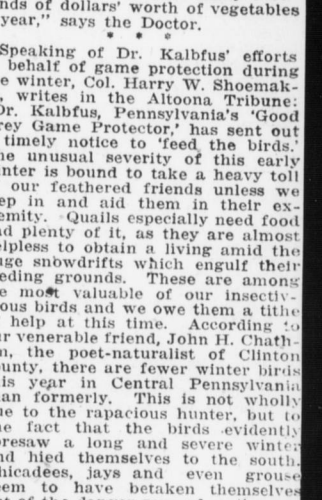 nds of dollars' worth of vegetables
year," says the Doctor.
* * *
Speaking of Dr. Kalbfus' efforts
behalf of game protection during
e winter, Col. Harry W. Shoemak-
, writes in the Altoona Tribune:
Dr. Kalbfus, Pennsylvania's 'Good
rey Game Protector,' has sent out
timely notice to 'feed the birds.'
he unusual severity of this early
nter is bound to take a heavy toll
our feathered friends unless we
ep in and aid them in their ex-
emity. Quails especially need food
nd plenty of it, as they are almost
elpless to obtain a living amid the
uge snowdrifts which engulf their
eding grounds. These are among
e most valuable of our insectiv-
ous birds and we owe them a tithe
help at this time. According to
r venerable friend, John H. Chath-
m, the poet-naturalist of Clinton
unty, there are fewer winter birds
is year in Central Pennsylvania
an formerly. This is not wholly
e to the rapacious hunter, but to
e fact that the birds evidently
resaw a long and severe winter
nd hied themselves to the south.
hicadees, jays and even grouse
em to have betaken themselves